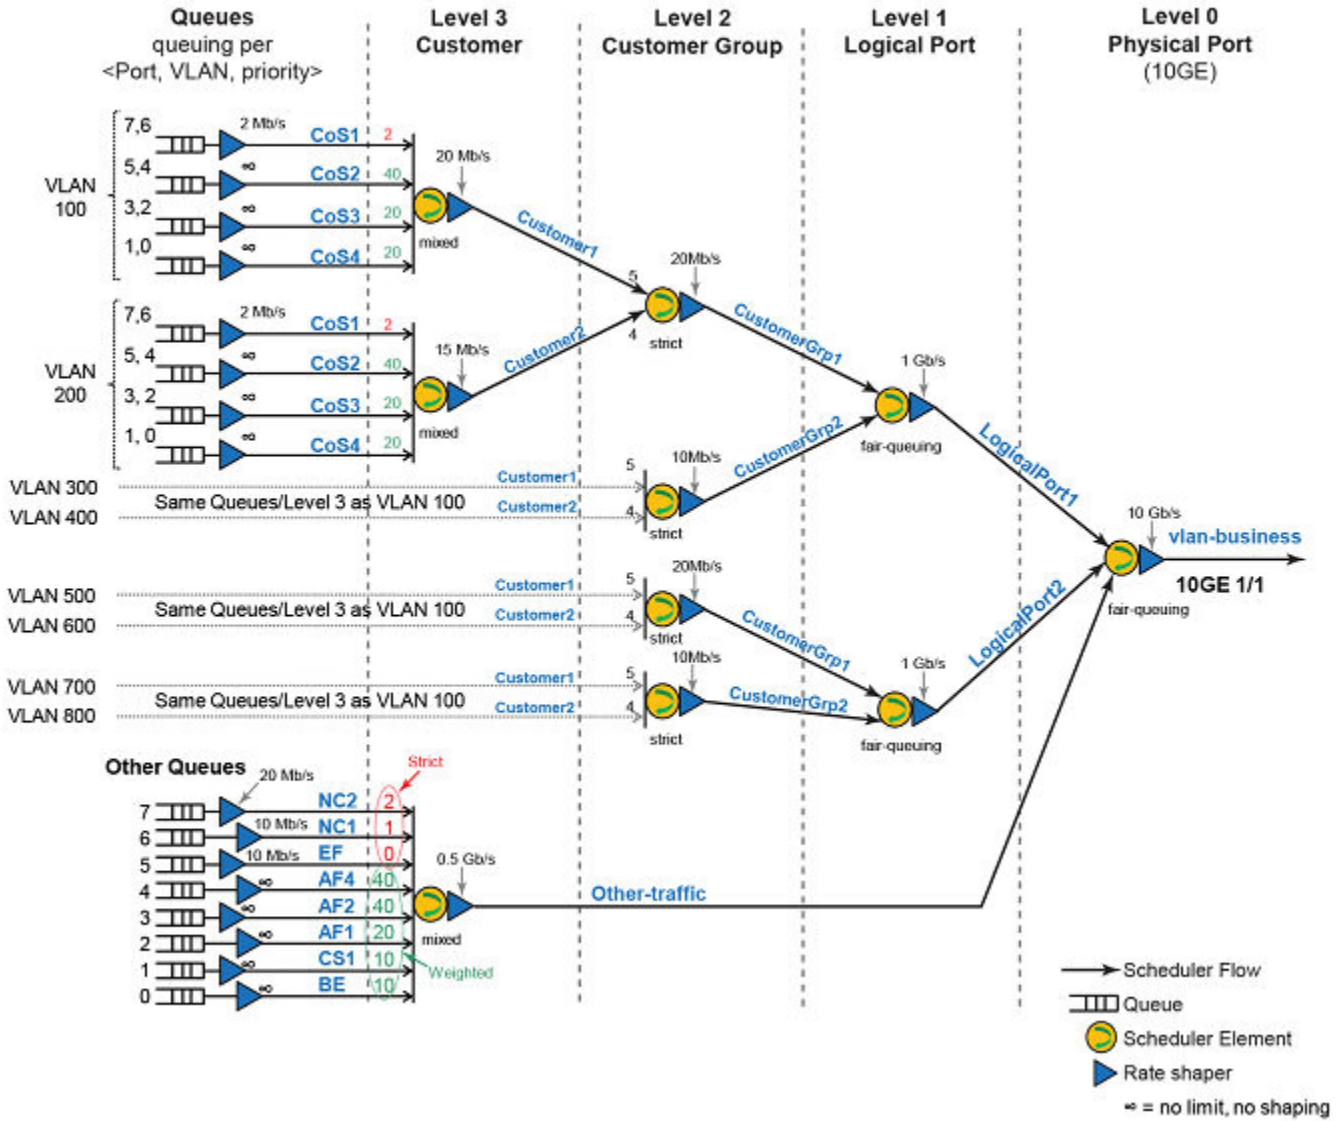 Queues
queuing per
<Port, VLAN, priority>
Level 3
Customer
Level 2
Customer Group
Level 1
Logical Port
Level 0
Physical Port
(10GE)
VLAN
100
7,6
2 Mb/s
CoS1
2
5,4
∞
CoS2
40
3,2
∞
CoS3
20
1,0
∞
CoS4
20
20 Mb/s
mixed
Customer1
VLAN
200
7,6
2 Mb/s
CoS1
2
5, 4
∞
CoS2
40
3, 2
∞
CoS3
20
1, 0
∞
CoS4
20
15 Mb/s
mixed
Customer2
5
4
20Mb/s
strict
CustomerGrp1
VLAN 300
VLAN 400
Same Queues/Level 3 as VLAN 100
Customer1
Customer2
5
4
10Mb/s
strict
CustomerGrp2
1 Gb/s
fair-queuing
LogicalPort1
VLAN 500
VLAN 600
Same Queues/Level 3 as VLAN 100
Customer1
Customer2
5
4
20Mb/s
strict
CustomerGrp1
VLAN 700
VLAN 800
Same Queues/Level 3 as VLAN 100
Customer1
Customer2
5
4
10Mb/s
strict
CustomerGrp2
1 Gb/s
fair-queuing
LogicalPort2
10 Gb/s
vlan-business
10GE 1/1
fair-queuing
Other Queues
Strict
7
20 Mb/s
NC2
2
6
10 Mb/s
NC1
1
5
10 Mb/s
EF
0
4
∞
AF4
40
3
∞
AF2
40
2
∞
AF1
20
1
∞
CS1
10
0
∞
BE
10
Weighted
0.5 Gb/s
mixed
Other-traffic
Scheduler Flow
Queue
Scheduler Element
Rate shaper
∞ = no limit, no shaping